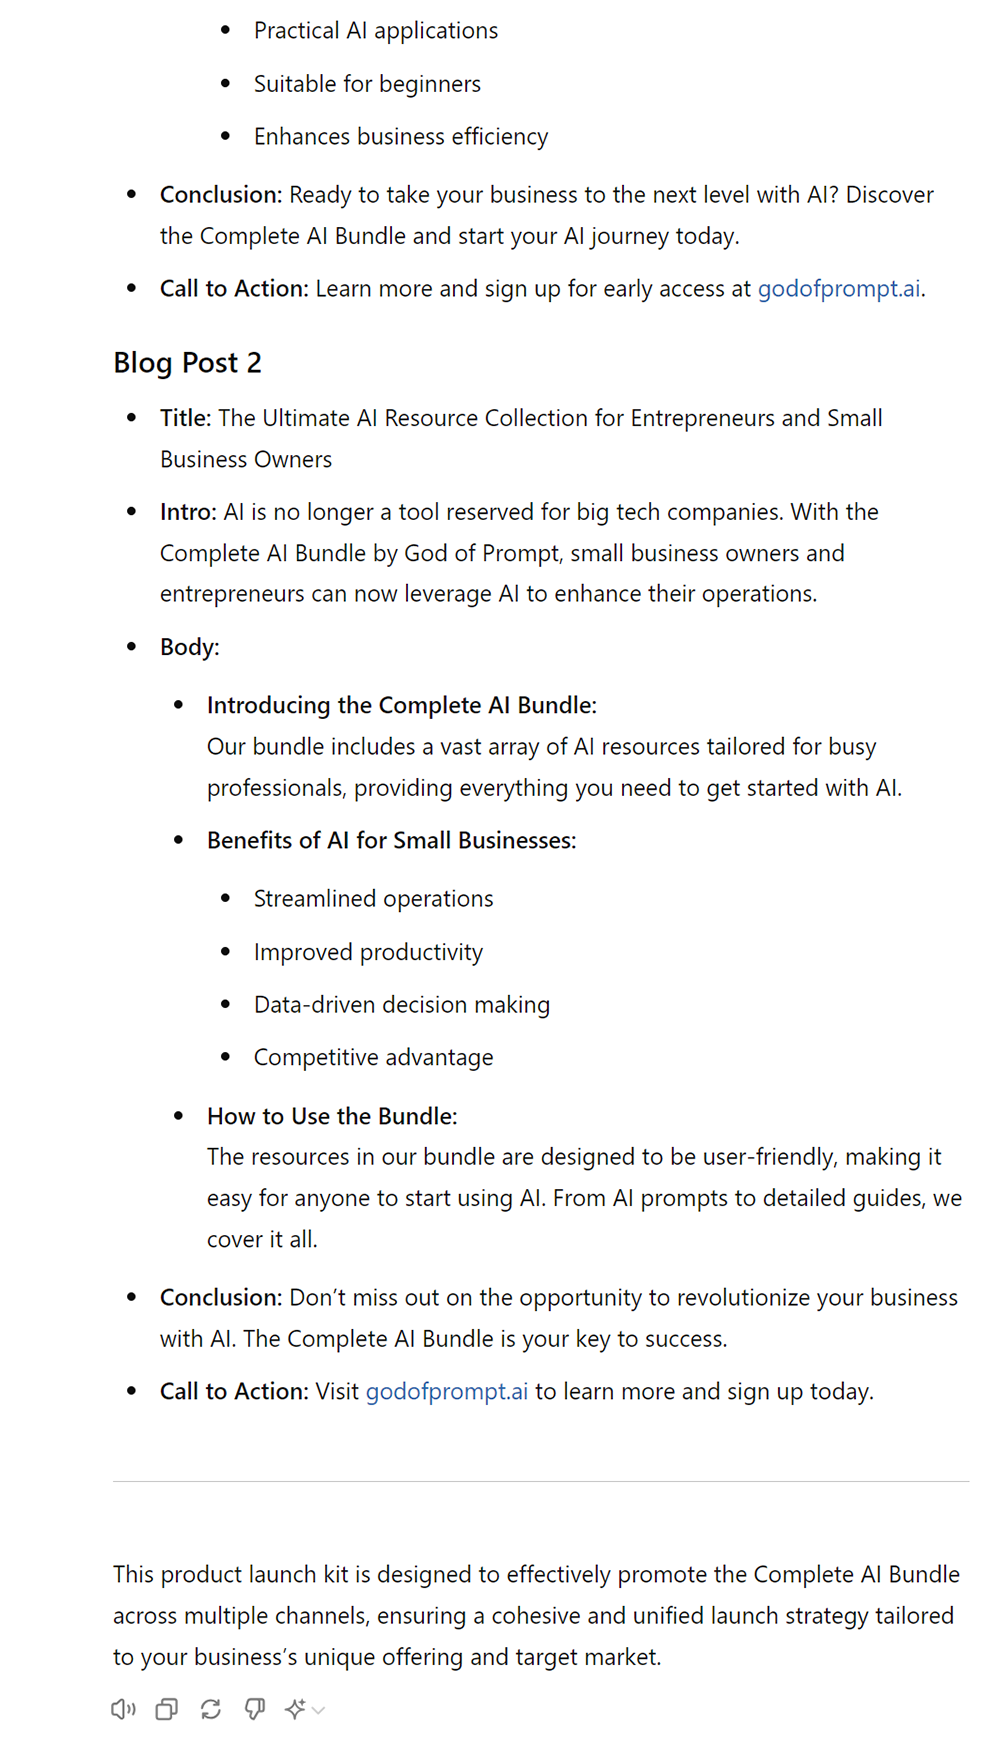 Practical AI applications
Suitable for beginners
Enhances business efficiency
Conclusion: Ready to take your business to the next level with AI? Discover
the Complete AI Bundle and start your AI journey today.
Call to Action: Learn more and sign up for early access at godofprompt.ai.
Blog Post 2
Title: The Ultimate AI Resource Collection for Entrepreneurs and Small
Business Owners
Intro: AI is no longer a tool reserved for big tech companies. With the
Complete AI Bundle by God of Prompt, small business owners and
entrepreneurs can now leverage AI to enhance their operations.
Body:
Introducing the Complete AI Bundle:
Our bundle includes a vast array of AI resources tailored for busy
professionals, providing everything you need to get started with AI.
Benefits of AI for Small Businesses:
Streamlined operations
Improved productivity
Data-driven decision making
Competitive advantage
How to Use the Bundle:
The resources in our bundle are designed to be user-friendly, making it
easy for anyone to start using AI. From AI prompts to detailed guides, we
cover it all.
Conclusion: Don’t miss out on the opportunity to revolutionize your business
with AI. The Complete AI Bundle is your key to success.
Call to Action: Visit godofprompt.ai to learn more and sign up today.
This product launch kit is designed to effectively promote the Complete AI Bundle
across multiple channels, ensuring a cohesive and unified launch strategy tailored
to your business’s unique offering and target market.